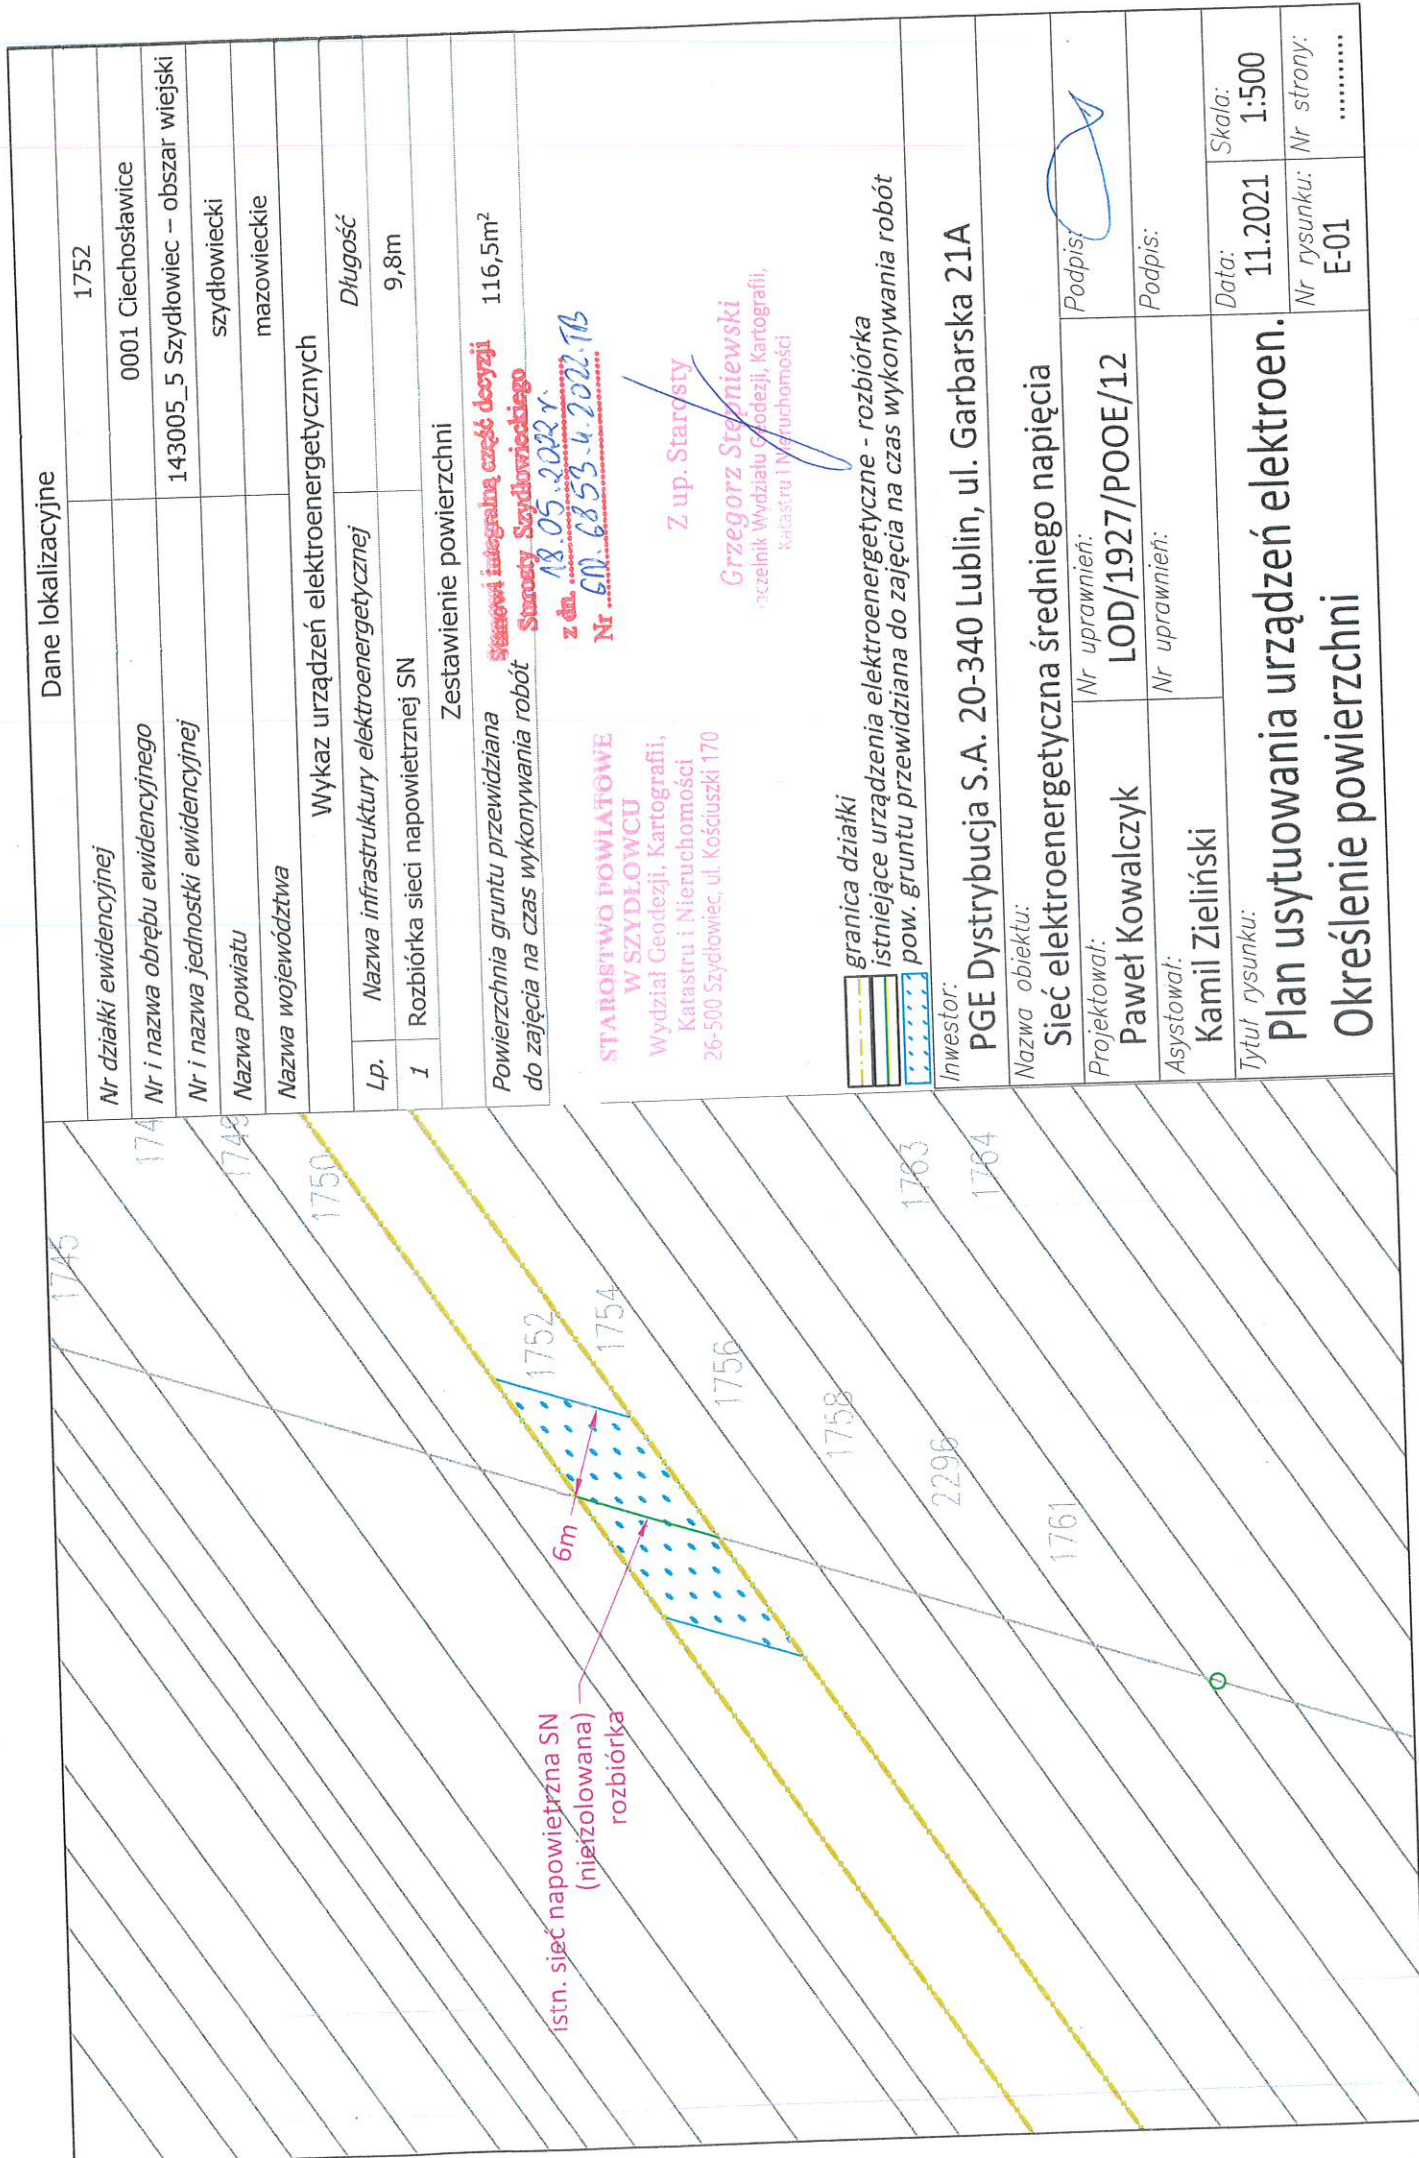 Dane lokalizacyjne
Nr działki ewidencyjnej 1752
Nr i nazwa obrębu ewidencyjnego 0001 Ciechosławice
Nr i nazwa jednostki ewidencyjnej 143005_5 Szydłowiec – obszar wiejski
Nazwa powiatu szydłowiecki
Nazwa województwa mazowieckie
Wykaz urządzeń elektroenergetycznych
Lp. Nazwa infrastruktury elektroenergetycznej Długość
1 Rozbiórka sieci napowietrznej SN 9,8m
Zestawienie powierzchni
Powierzchnia gruntu przewidziana
do zajęcia na czas wykonywania robót
116,5m²
Stanowi integralną część decyzji
Starosty Szydłowieckiego
z dn. 18.05.2022 r.
Nr GN.6853.4.2022.TB
STAROSTWO POWIATOWE
W SZYDŁOWCU
Wydział Geodezji, Kartografii,
Katastru i Nieruchomości
26-500 Szydłowiec, ul. Kościuszki 170
Z up. Starosty
Grzegorz Stępniewski
aczelnik Wydziału Geodezji, Kartografii,
Katastru i Nieruchomości
granica działki
istniejące urządzenia elektroenergetyczne - rozbiórka
pow. gruntu przewidziana do zajęcia na czas wykonywania robót
Inwestor:
PGE Dystrybucja S.A. 20-340 Lublin, ul. Garbarska 21A
Nazwa obiektu:
Sieć elektroenergetyczna średniego napięcia
Projektował:
Paweł Kowalczyk
Nr uprawnień:
LOD/1927/POOE/12
Podpis:
Asystował:
Kamil Zieliński
Nr uprawnień:
Podpis:
Tytuł rysunku:
Plan usytuowania urządzeń elektroen.
Określenie powierzchni
Data:
11.2021
Skala:
1:500
Nr rysunku:
E-01
Nr strony:
...........
1745
174
1749
1750
1752
1754
1756
1758
2296
1761
1763
1764
6m
istn. sieć napowietrzna SN
(nieizolowana)
rozbiórka